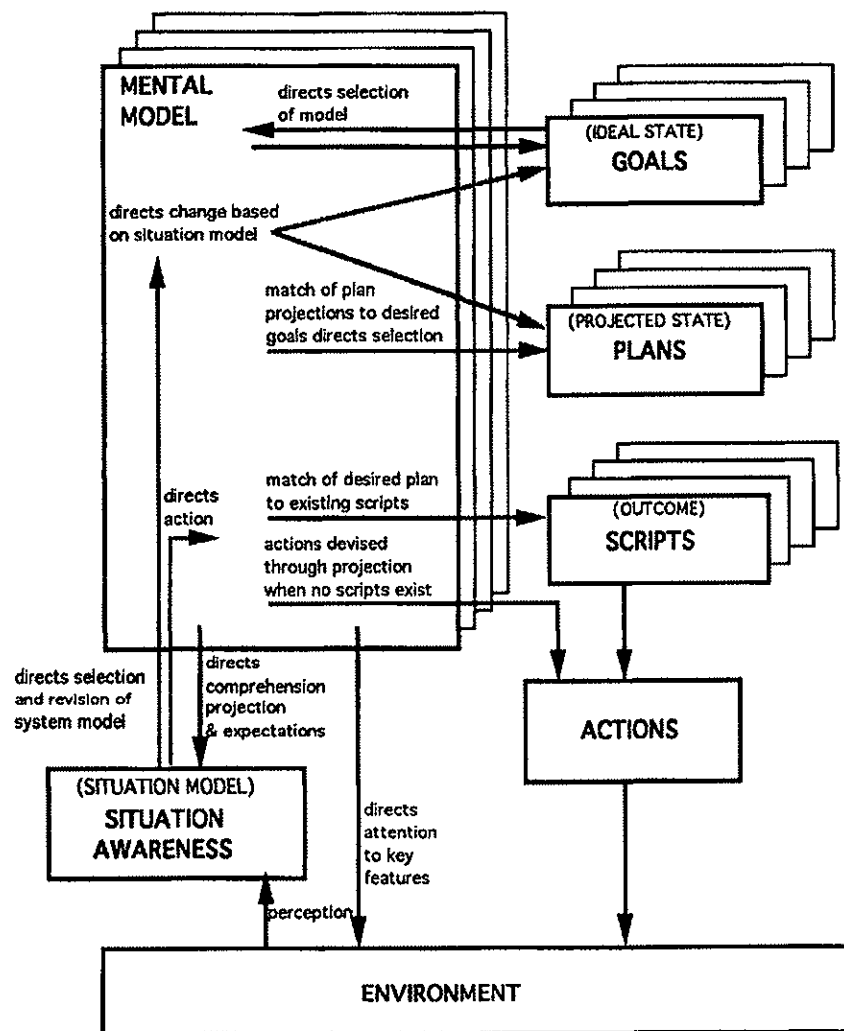 MENTAL
MODEL
directs selection
of model
(IDEAL STATE)
GOALS
directs change based
on situation model
match of plan
projections to desired
goals directs selection
(PROJECTED STATE)
PLANS
directs
action
match of desired plan
to existing scripts
(OUTCOME)
SCRIPTS
actions devised
through projection
when no scripts exist
directs selection
and revision of
system model
directs
comprehension
projection
& expectations
ACTIONS
(SITUATION MODEL)
SITUATION
AWARENESS
directs
attention
to key
features
perception
ENVIRONMENT